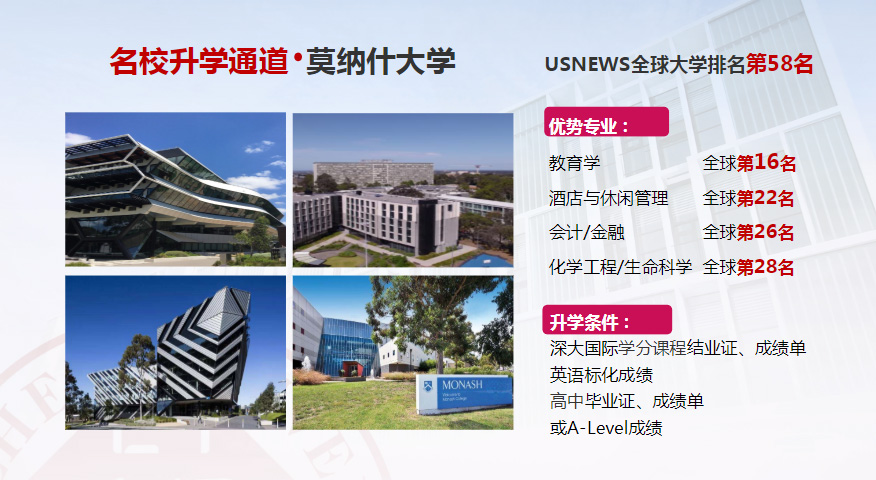 名校升学通道·莫纳什大学
USNEWS全球大学排名第58名
优势专业：
教育学 全球第16名
酒店与休闲管理 全球第22名
会计/金融 全球第26名
化学工程/生命科学 全球第28名
升学条件：
深大国际学分课程结业证、成绩单
英语标化成绩
高中毕业证、成绩单
或A-Level成绩
MONASH